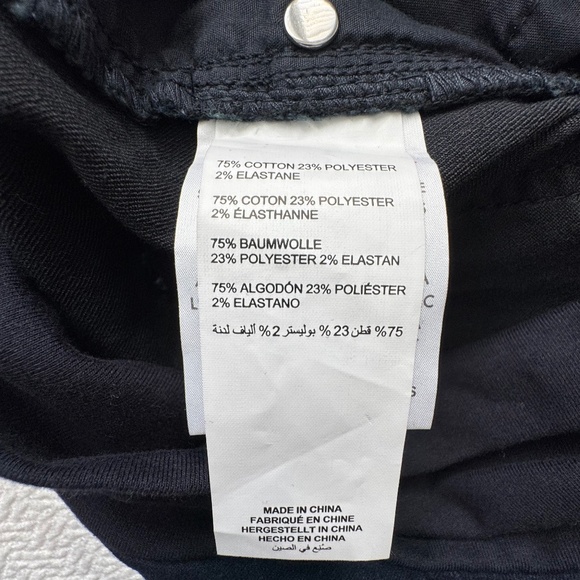 75% COTTON 23% POLYESTER
2% ELASTANE
75% COTON 23% POLYESTER
2% ÉLASTHANNE
75% BAUMWOLLE
23% POLYESTER 2% ELASTAN
75% ALGODÓN 23% POLIÉSTER
2% ELASTANO
75% قطن 23 % بوليستر 2% ألياف لدنة
MADE IN CHINA
FABRIQUÉ EN CHINE
HERGESTELLT IN CHINA
HECHO EN CHINA
صُنِع في الصين